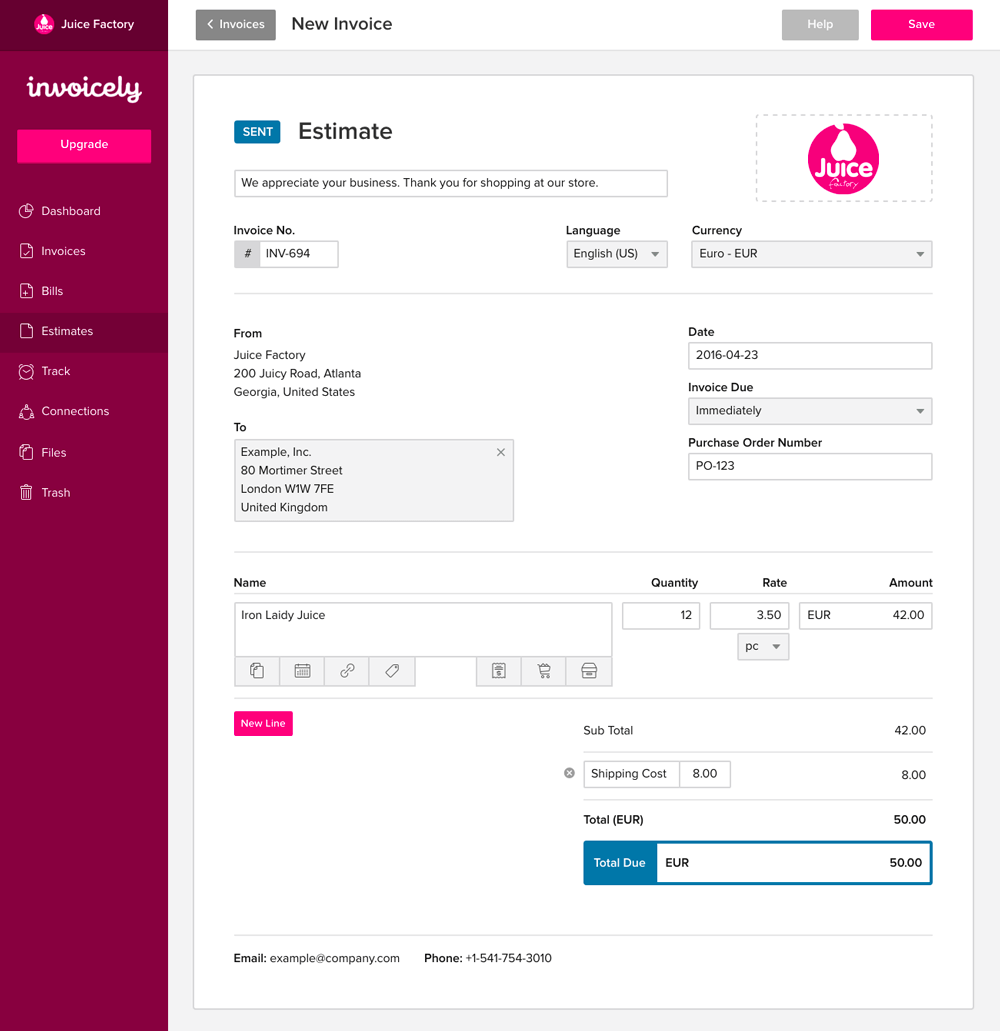 Juice Factory
Invoices
New Invoice
Help
Save
invoicely
Upgrade
Dashboard
Invoices
Bills
Estimates
Track
Connections
Files
Trash
SENT
Estimate
Juice
factory
We appreciate your business. Thank you for shopping at our store.
Invoice No.
# INV-694
Language
English (US)
Currency
Euro - EUR
From
Juice Factory
200 Juicy Road, Atlanta
Georgia, United States
To
Example, Inc.
80 Mortimer Street
London W1W 7FE
United Kingdom
Date
2016-04-23
Invoice Due
Immediately
Purchase Order Number
PO-123
Name Quantity Rate Amount
Iron Laidy Juice 12 3.50 EUR 42.00
pc
New Line
Sub Total 42.00
Shipping Cost 8.00 8.00
Total (EUR) 50.00
Total Due EUR 50.00
Email: example@company.com Phone: +1-541-754-3010